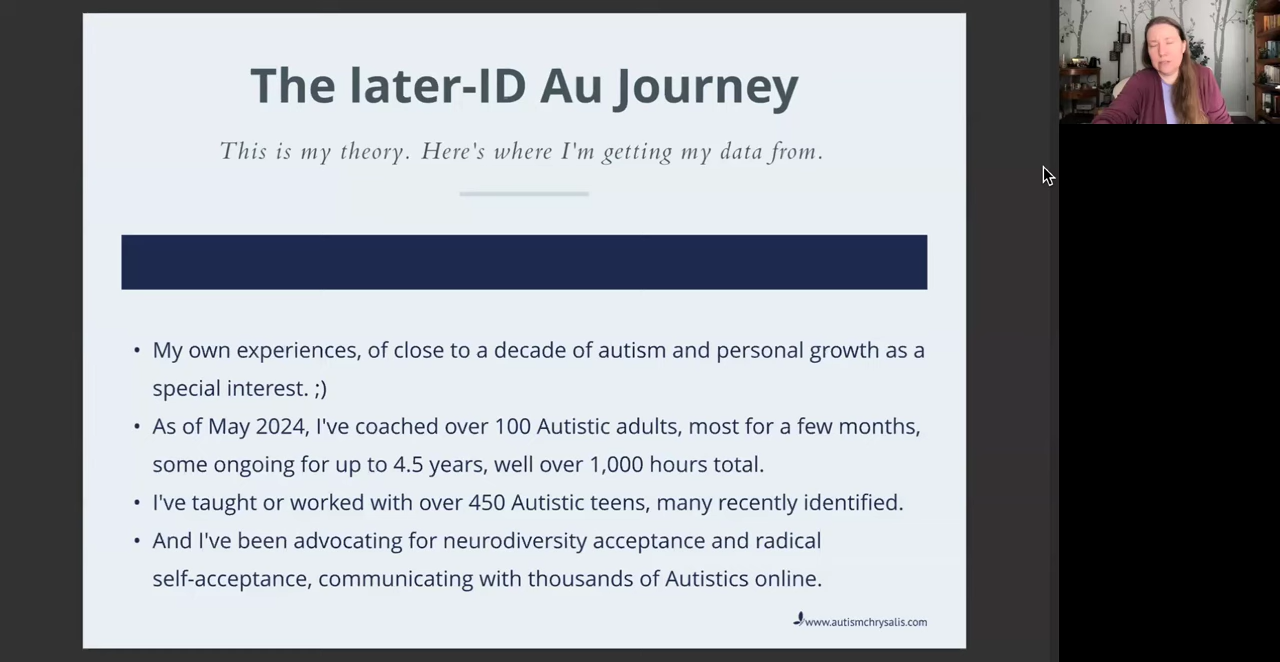 The later-ID Au Journey
This is my theory. Here's where I'm getting my data from.
• My own experiences, of close to a decade of autism and personal growth as a
special interest. ;)
• As of May 2024, I've coached over 100 Autistic adults, most for a few months,
some ongoing for up to 4.5 years, well over 1,000 hours total.
• I've taught or worked with over 450 Autistic teens, many recently identified.
• And I've been advocating for neurodiversity acceptance and radical
self-acceptance, communicating with thousands of Autistics online.
www.autismchrysalis.com